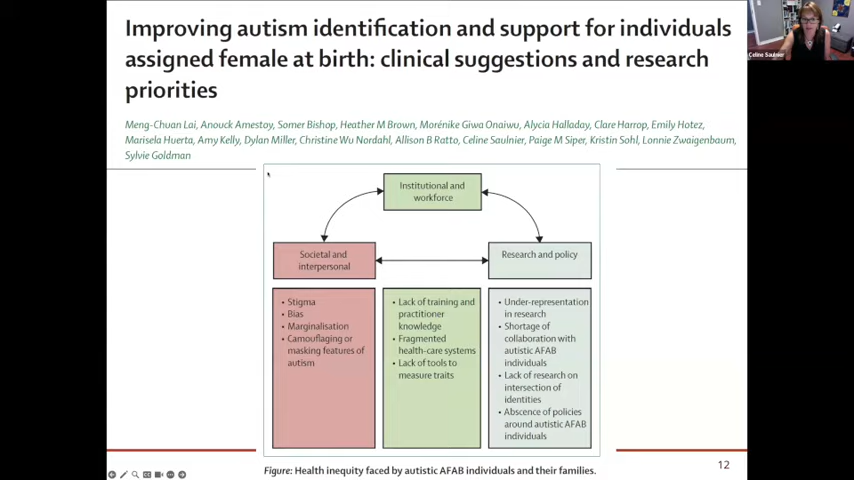 Improving autism identification and support for individuals
assigned female at birth: clinical suggestions and research
priorities
Meng-Chuan Lai, Anouck Amestoy, Somer Bishop, Heather M Brown, Morénike Giwa Onaiwu, Alycia Halladay, Clare Harrop, Emily Hotez,
Marisela Huerta, Amy Kelly, Dylan Miller, Christine Wu Nordahl, Allison B Ratto, Celine Saulnier, Paige M Siper, Kristin Sohl, Lonnie Zwaigenbaum,
Sylvie Goldman
Institutional and
workforce
Societal and
interpersonal
Research and policy
• Stigma
• Bias
• Marginalisation
• Camouflaging or
masking features of
autism
• Lack of training and
practitioner
knowledge
• Fragmented
health-care systems
• Lack of tools to
measure traits
• Under-representation
in research
• Shortage of
collaboration with
autistic AFAB
individuals
• Lack of research on
intersection of
identities
• Absence of policies
around autistic AFAB
individuals
Figure: Health inequity faced by autistic AFAB individuals and their families.
12
Celine Saulnier